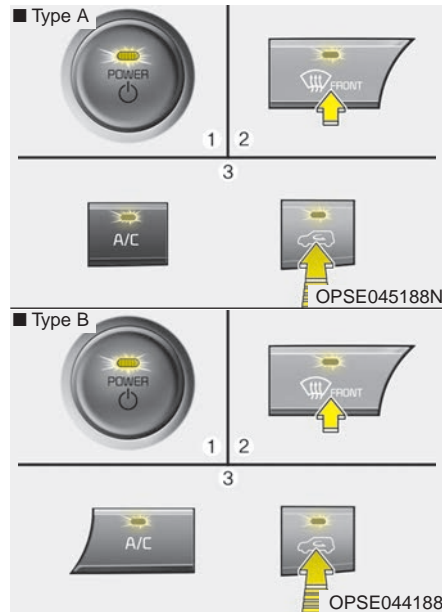 ■ Type A
POWER
FRONT
1 2
3
A/C
OPSE045188N
■ Type B
POWER
FRONT
1 2
3
A/C
OPSE044188